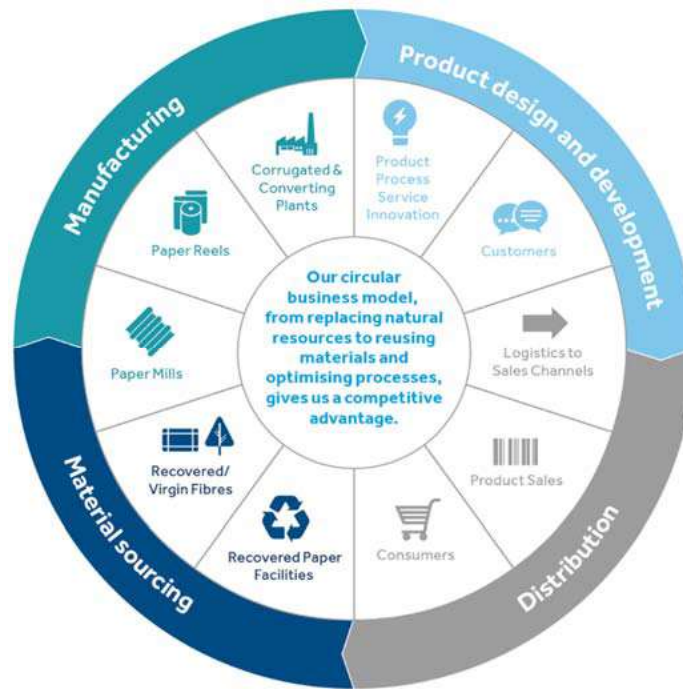 Manufacturing
Product design and development
Corrugated &
Converting
Plants
Product
Process
Service
Innovation
Paper Reels
Customers
Our circular
business model,
from replacing natural
resources to reusing
materials and
optimising processes,
gives us a competitive
advantage.
Paper Mills
Logistics to
Sales Channels
Recovered/
Virgin Fibres
Product Sales
Recovered Paper
Facilities
Consumers
Material sourcing
Distribution